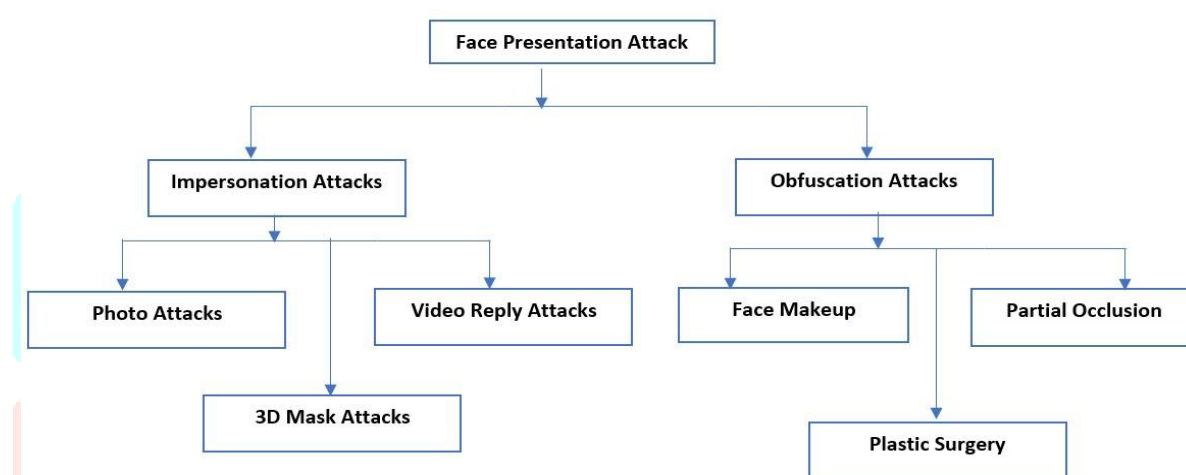 Face Presentation Attack
Impersonation Attacks
Obfuscation Attacks
Photo Attacks
Video Reply Attacks
Face Makeup
Partial Occlusion
3D Mask Attacks
Plastic Surgery